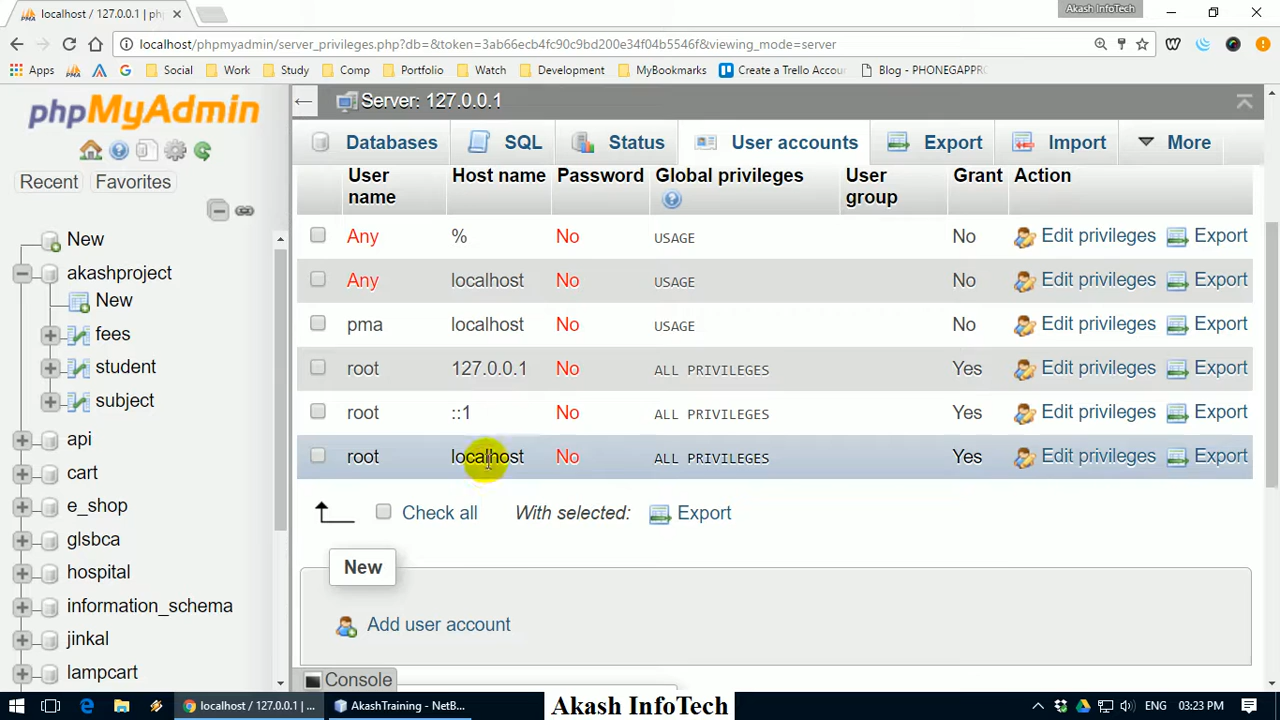 localhost / 127.0.0.1 | ph
Akash InfoTech
localhost/phpmyadmin/server_privileges.php?db=&token=3ab66ecb4fc90c9bd200e34f04b5546f&viewing_mode=server
Apps Social Work Study Comp Portfolio Watch Development MyBookmarks Create a Trello Accou Blog - PHONEGAPPR
phpMyAdmin
Recent Favorites
New
akashproject
New
fees
student
subject
api
cart
e_shop
glsbca
hospital
information_schema
jinkal
lampcart
Server: 127.0.0.1
Databases SQL Status User accounts Export Import More
User name Host name Password Global privileges User group Grant Action
Any % No USAGE No Edit privileges Export
Any localhost No USAGE No Edit privileges Export
pma localhost No USAGE No Edit privileges Export
root 127.0.0.1 No ALL PRIVILEGES Yes Edit privileges Export
root ::1 No ALL PRIVILEGES Yes Edit privileges Export
root localhost No ALL PRIVILEGES Yes Edit privileges Export
Check all With selected: Export
New
Add user account
Console
localhost / 127.0.0.1 ... AkashTraining - NetB... Akash InfoTech 03:23 PM